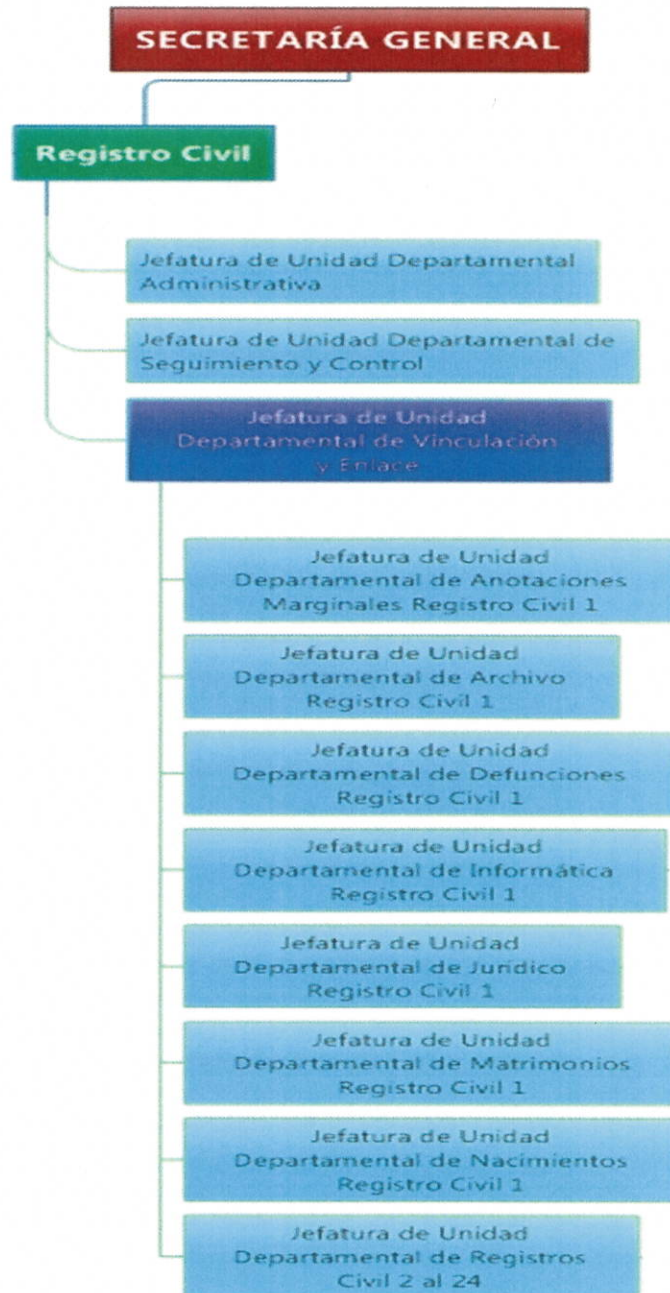 SECRETARÍA GENERAL
Registro Civil
Jefatura de Unidad Departamental
Administrativa
Jefatura de Unidad Departamental de
Seguimiento y Control
Jefatura de Unidad
Departamental de Vinculación
y Enlace
Jefatura de Unidad
Departamental de Anotaciones
Marginales Registro Civil 1
Jefatura de Unidad
Departamental de Archivo
Registro Civil 1
Jefatura de Unidad
Departamental de Defunciones
Registro Civil 1
Jefatura de Unidad
Departamental de Informática
Registro Civil 1
Jefatura de Unidad
Departamental de Jurídico
Registro Civil 1
Jefatura de Unidad
Departamental de Matrimonios
Registro Civil 1
Jefatura de Unidad
Departamental de Nacimientos
Registro Civil 1
Jefatura de Unidad
Departamental de Registros
Civil 2 al 24